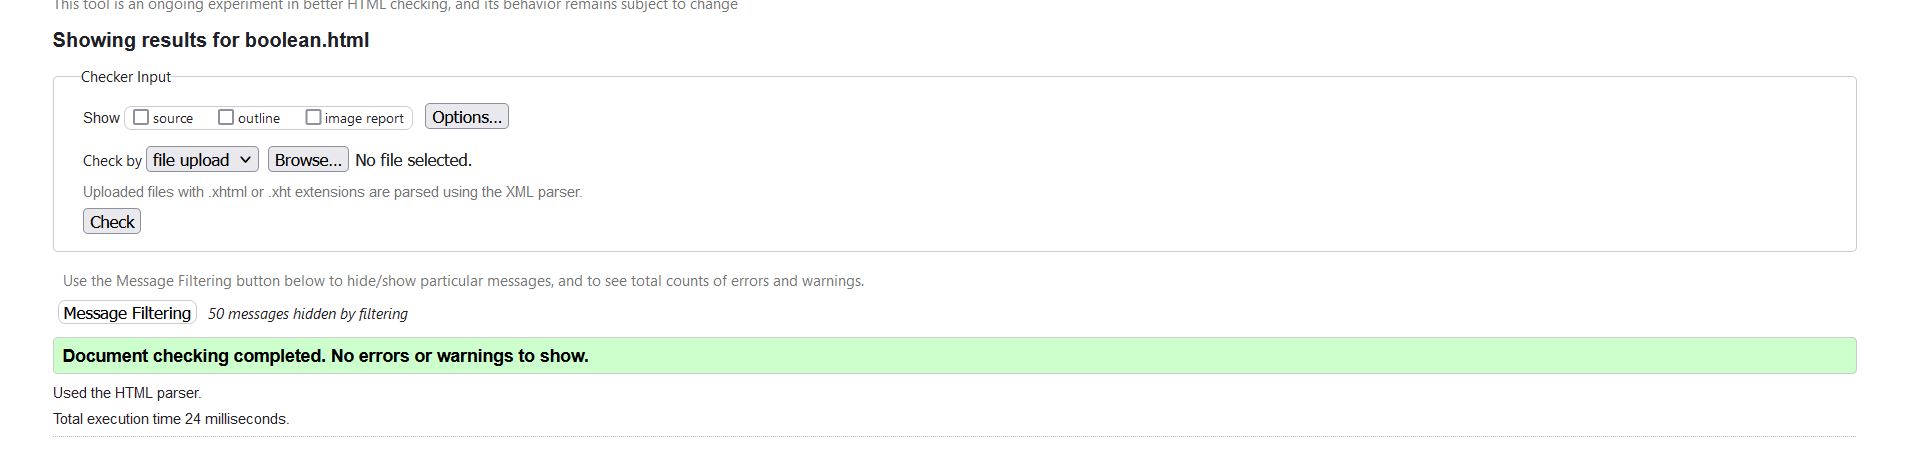 This tool is an ongoing experiment in better HTML checking, and its behavior remains subject to change
Showing results for boolean.html
Checker Input
Show source outline image report Options...
Check by file upload Browse... No file selected.
Uploaded files with .xhtml or .xht extensions are parsed using the XML parser.
Check
Use the Message Filtering button below to hide/show particular messages, and to see total counts of errors and warnings.
Message Filtering 50 messages hidden by filtering
Document checking completed. No errors or warnings to show.
Used the HTML parser.
Total execution time 24 milliseconds.